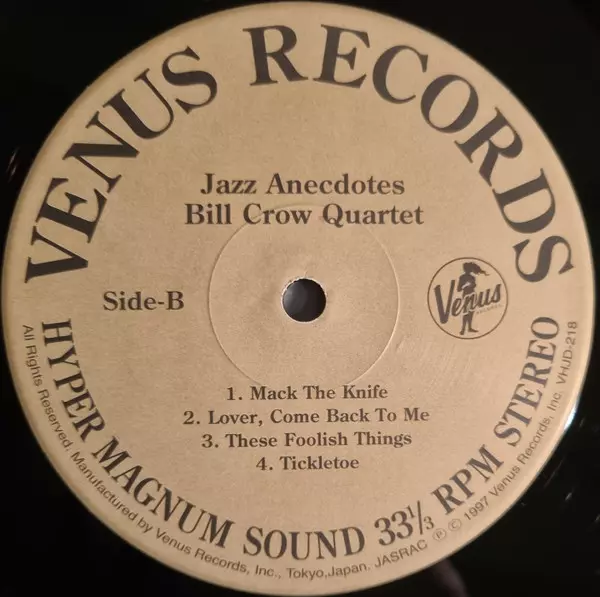 VENUS RECORDS
Jazz Anecdotes
Bill Crow Quartet
Side-B
Venus
RECORDS
1. Mack The Knife
2. Lover, Come Back To Me
3. These Foolish Things
4. Tickletoe
HYPER MAGNUM SOUND 33⅓ RPM STEREO
All Rights Reserved. Manufactured by Venus Records, Inc., Tokyo,Japan. JASRAC Ⓟ © 1997 Venus Records, Inc. VHJD-218